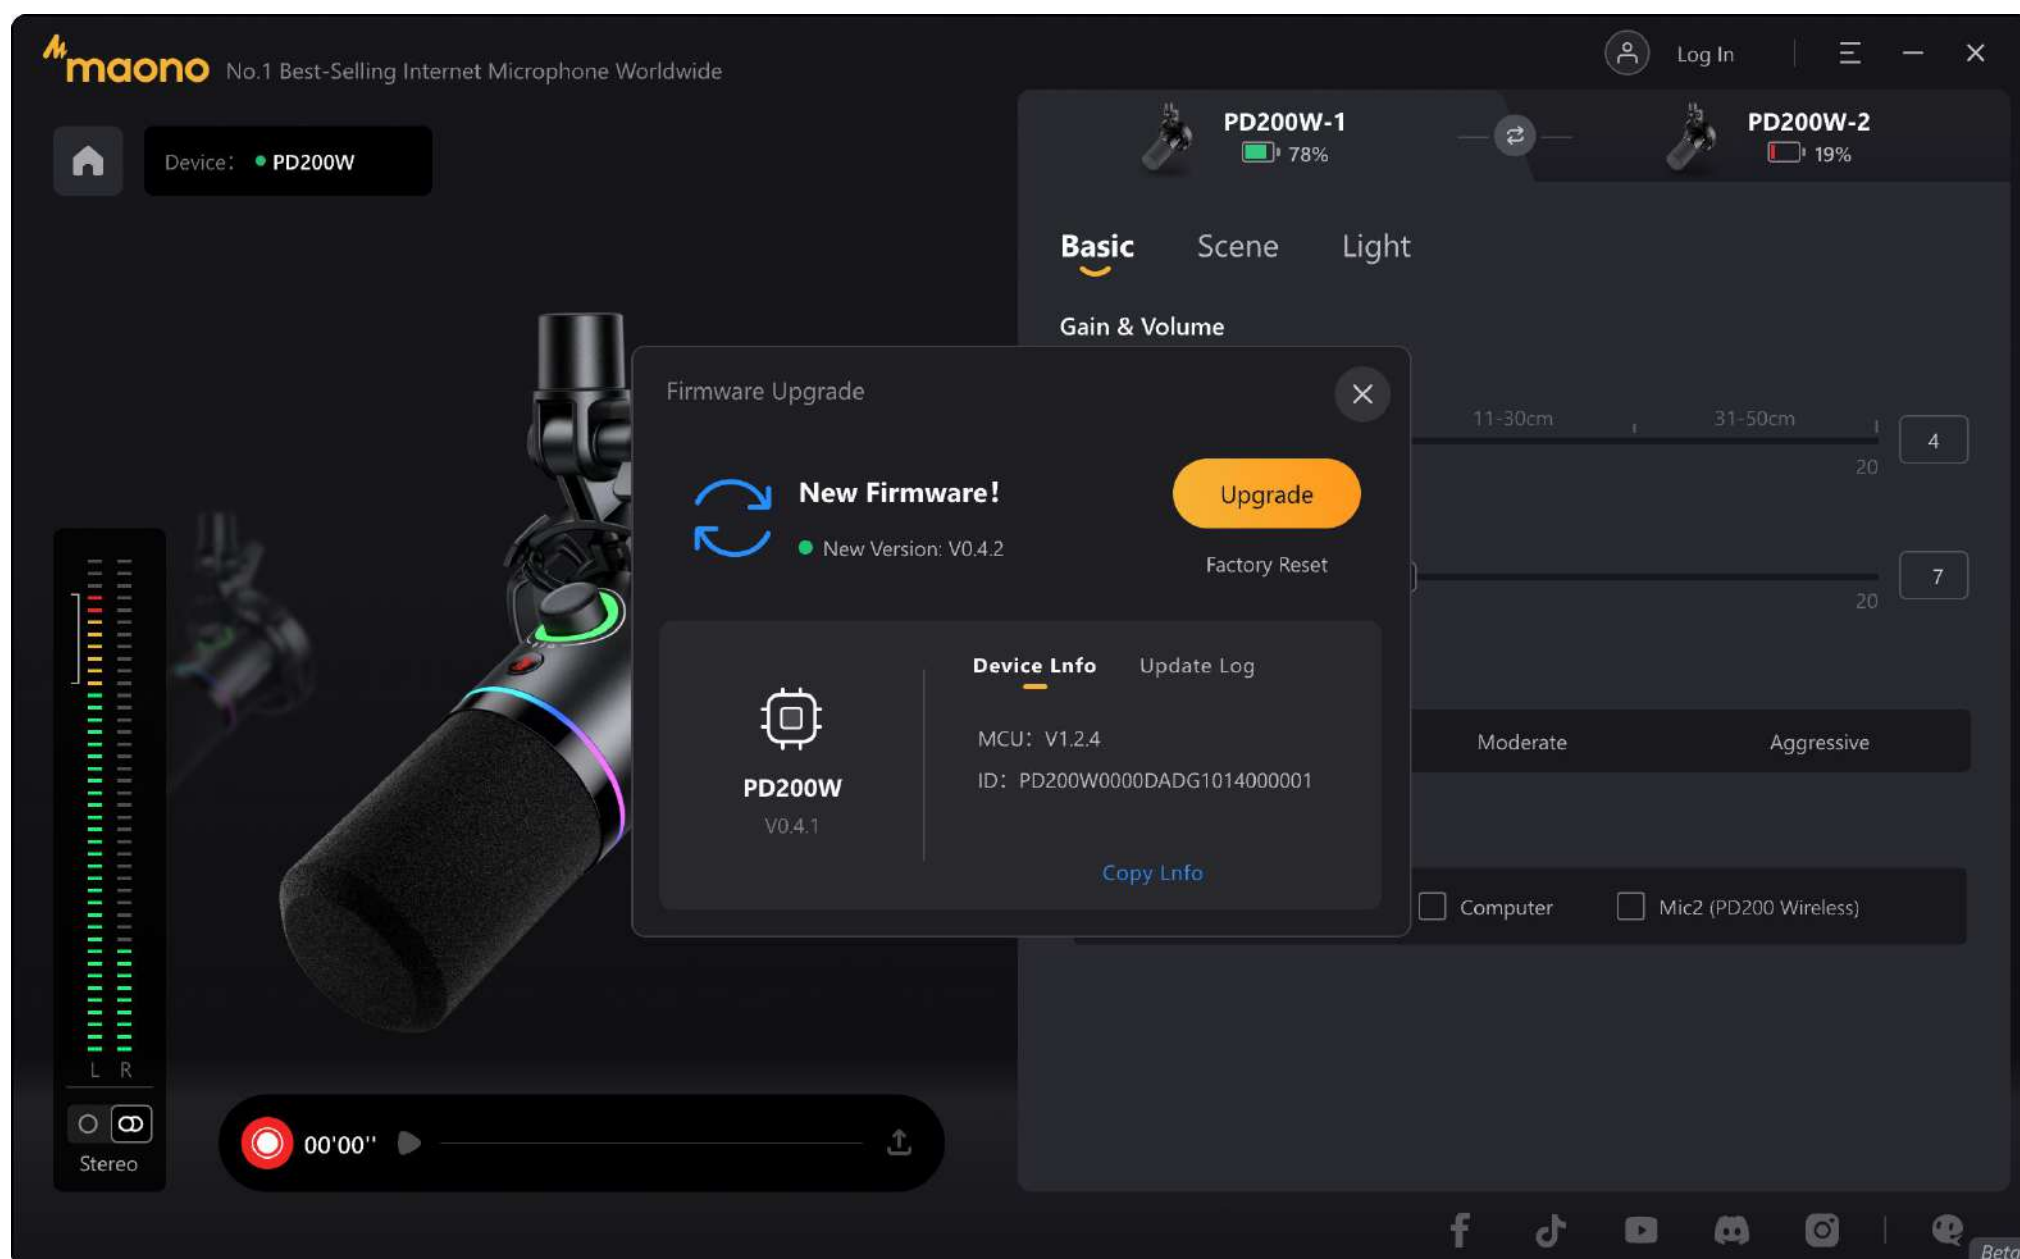 maono No.1 Best-Selling Internet Microphone Worldwide
Log In
Device: PD200W
PD200W-1
78%
PD200W-2
19%
Basic Scene Light
Gain & Volume
11-30cm 31-50cm
4
20
7
20
Moderate Aggressive
Computer Mic2 (PD200 Wireless)
Firmware Upgrade
New Firmware!
New Version: V0.4.2
Upgrade
Factory Reset
PD200W
V0.4.1
Device Lnfo Update Log
MCU: V1.2.4
ID: PD200W0000DADG1014000001
Copy Lnfo
L R
Stereo
00'00''
Beta